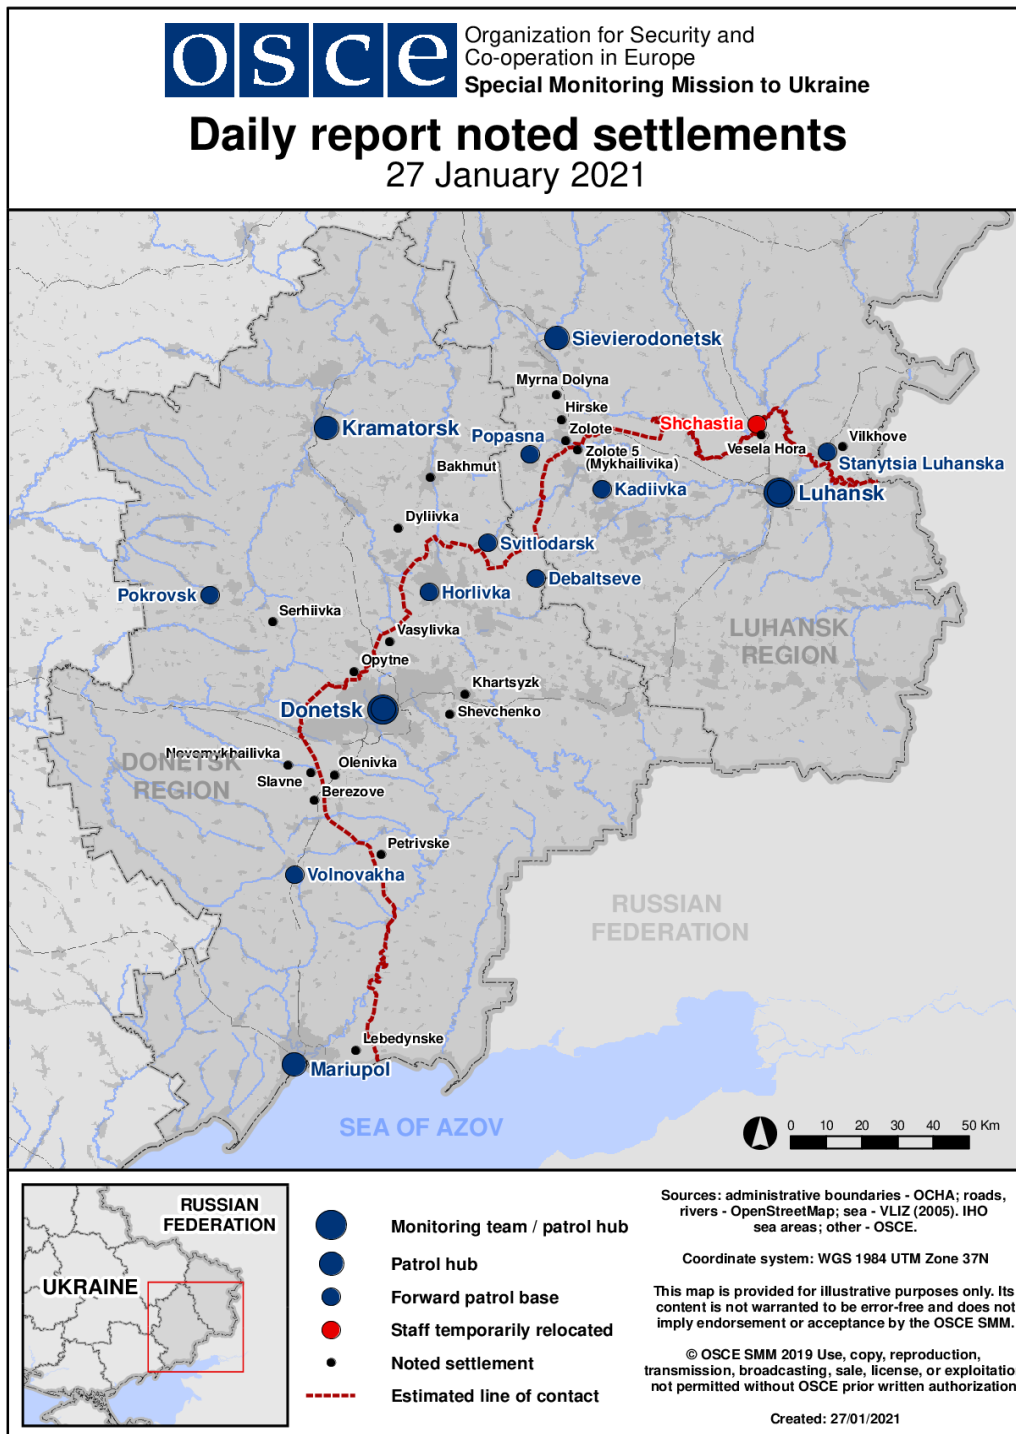 osce
Organization for Security and
Co-operation in Europe
Special Monitoring Mission to Ukraine
Daily report noted settlements
27 January 2021
Sievierodonetsk
Myrna Dolyna
Hirske
Kramatorsk
Popasna
Zolote
Shchastia
Vesela Hora
Vilkhove
Zolote 5
(Mykhailivika)
Stanytsia Luhanska
Bakhmut
Kadiivka
Luhansk
Dyliivka
Svitlodarsk
Debaltseve
Pokrovsk
Horlivka
Serhiivka
Vasylivka
LUHANSK
REGION
Opytne
Khartsyzk
Donetsk
Shevchenko
Novomykhailivka
DONETSK
REGION
Olenivka
Slavne
Berezove
Petrivske
Volnovakha
RUSSIAN
FEDERATION
Lebedynske
Mariupol
SEA OF AZOV
0 10 20 30 40 50 Km
RUSSIAN
FEDERATION
UKRAINE
Monitoring team / patrol hub
Patrol hub
Forward patrol base
Staff temporarily relocated
Noted settlement
Estimated line of contact
Sources: administrative boundaries - OCHA; roads,
rivers - OpenStreetMap; sea - VLIZ (2005). IHO
sea areas; other - OSCE.
Coordinate system: WGS 1984 UTM Zone 37N
This map is provided for illustrative purposes only. Its
content is not warranted to be error-free and does not
imply endorsement or acceptance by the OSCE SMM.
© OSCE SMM 2019 Use, copy, reproduction,
transmission, broadcasting, sale, license, or exploitation
not permitted without OSCE prior written authorization
Created: 27/01/2021